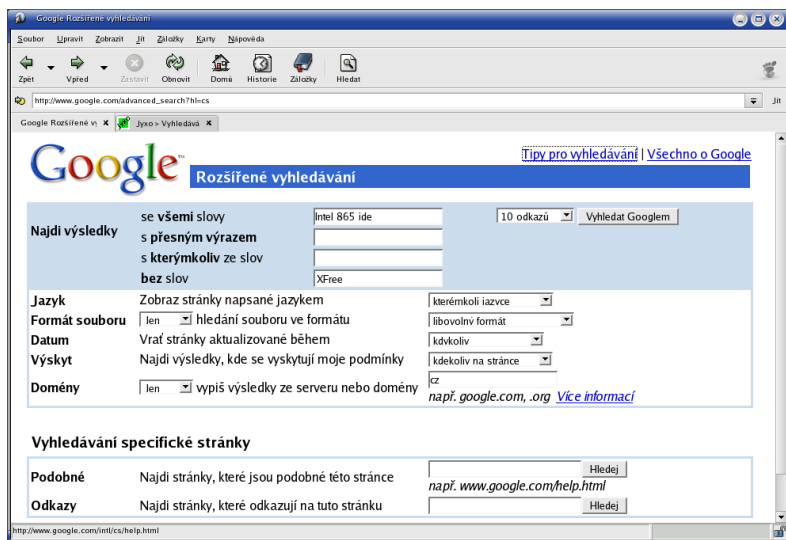 Google Rozšířené vyhledávání
Soubor Upravit Zobrazit Jít Záložky Karty Nápověda
Zpět Vpřed Zastavit Obnovit Domů Historie Záložky Hledat
http://www.google.com/advanced_search?hl=cs Jít
Google Rozšířené vy Jyxo > Vyhledává
Google™
Tipy pro vyhledávání | Všechno o Google
Rozšířené vyhledávání
Najdi výsledky
se všemi slovy Intel 865 ide 10 odkazů Vyhledat Googlem
s přesným výrazem
s kterýmkoliv ze slov
bez slov XFree
Jazyk Zobraz stránky napsané jazykem kterémkoli jazyce
Formát souboru len hledání souboru ve formátu libovolný formát
Datum Vrať stránky aktualizované během kdykoliv
Výskyt Najdi výsledky, kde se vyskytují moje podmínky kdekoliv na stránce
Domény len vypiš výsledky ze serveru nebo domény cz
např. google.com, .org Více informací
Vyhledávání specifické stránky
Podobné Najdi stránky, které jsou podobné této stránce Hledej
např. www.google.com/help.html
Odkazy Najdi stránky, které odkazují na tuto stránku Hledej
http://www.google.com/intl/cs/help.html